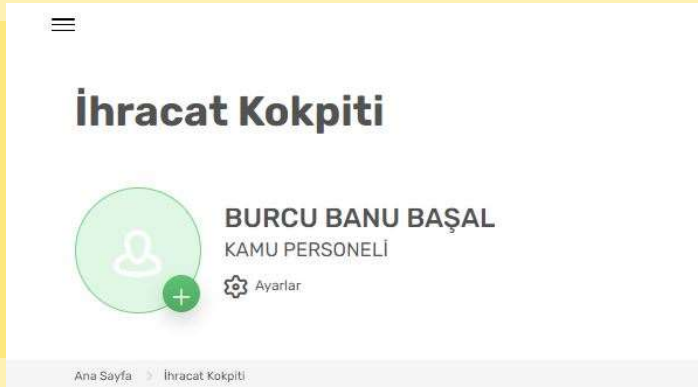 İhracat Kokpiti
BURCU BANU BAŞAL
KAMU PERSONELİ
Ayarlar
Ana Sayfa > İhracat Kokpiti